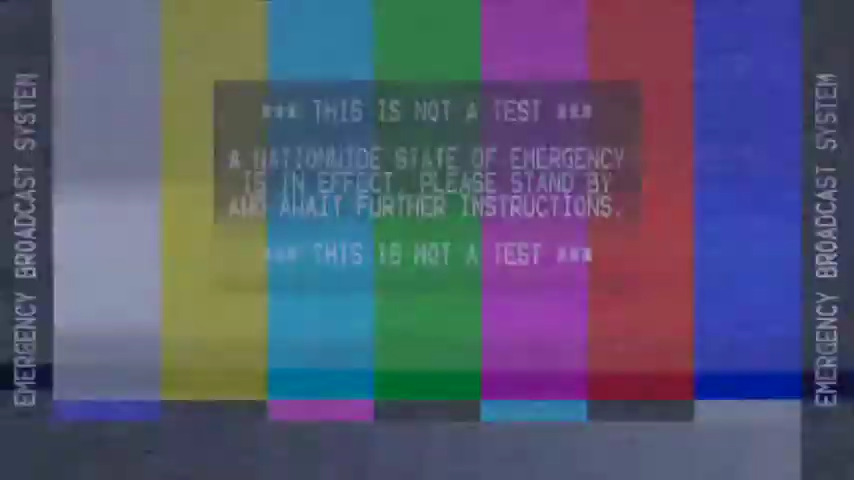 EMERGENCY BROADCAST SYSTEM
*** THIS IS NOT A TEST ***
A NATIONWIDE STATE OF EMERGENCY
IS IN EFFECT. PLEASE STAND BY
AND AWAIT FURTHER INSTRUCTIONS.
*** THIS IS NOT A TEST ***
EMERGENCY BROADCAST SYSTEM